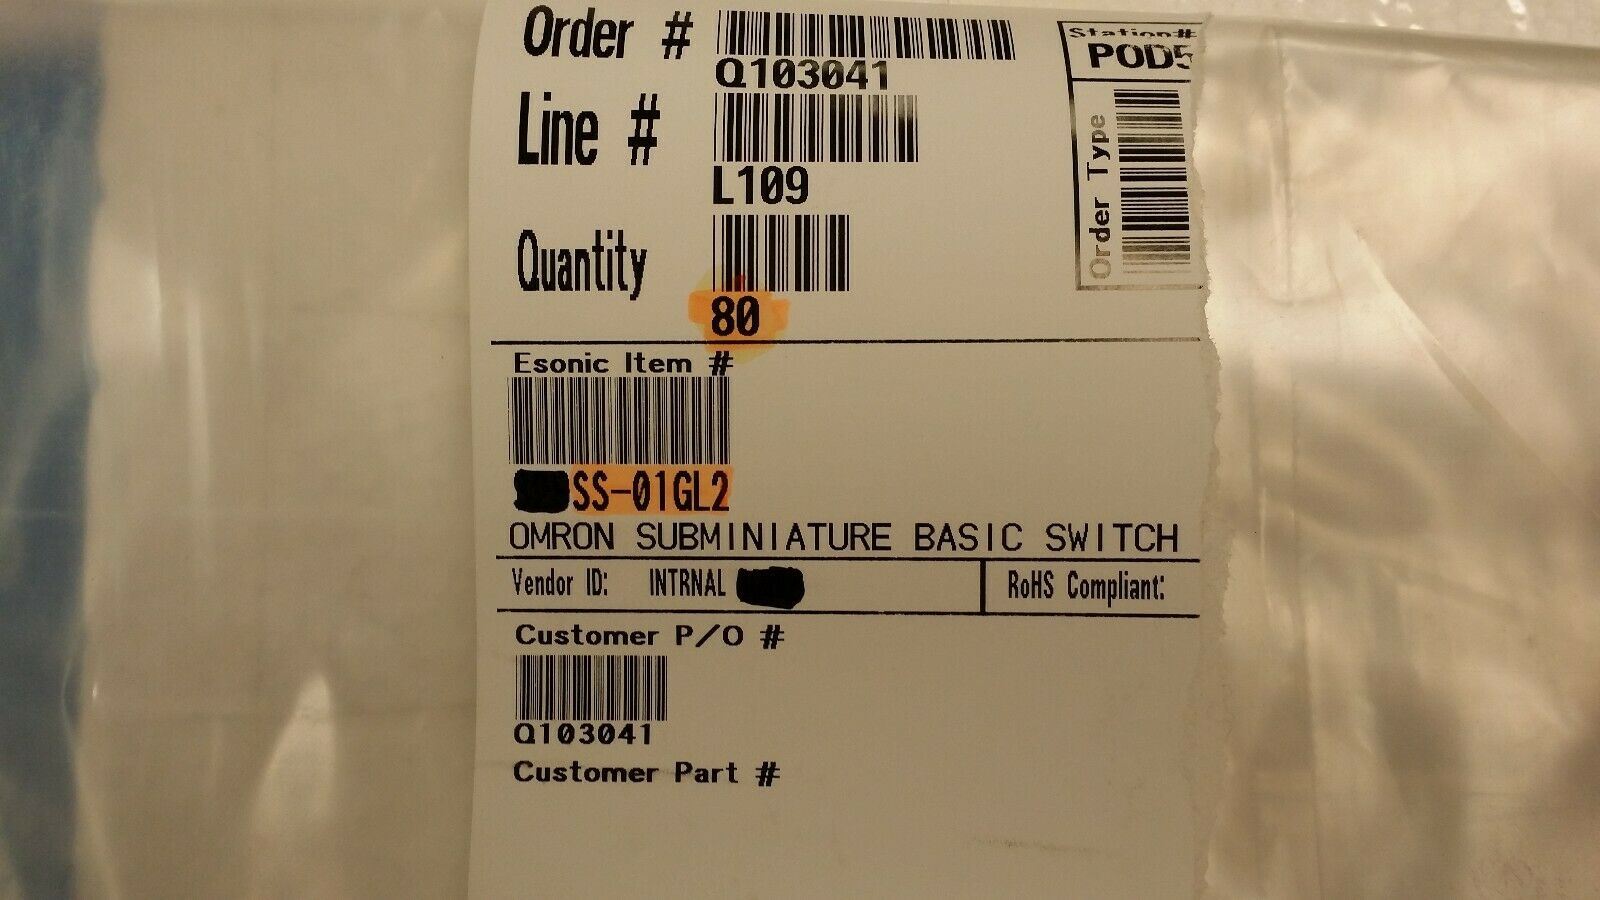 Order #
Q103041
Station#
POD5
Line #
L109
Order Type
Quantity
80
Esonic Item #
SS-01GL2
OMRON SUBMINIATURE BASIC SWITCH
Vendor ID: INTRNAL
RoHS Compliant:
Customer P/O #
Q103041
Customer Part #